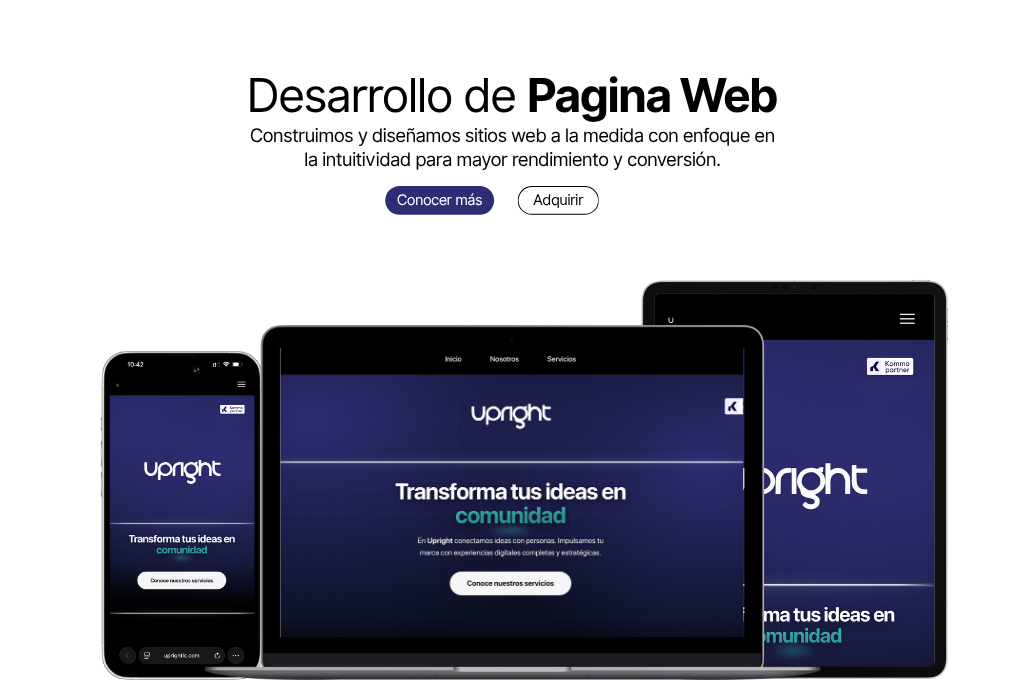 Desarrollo de Pagina Web
Construimos y diseñamos sitios web a la medida con enfoque en
la intuitividad para mayor rendimiento y conversión.
Conocer más
Adquirir
10:42
Kommo
partner
upright
Transforma tus ideas en
comunidad
Conoce nuestros servicios
uprightic.com
Inicio
Nosotros
Servicios
upright
Transforma tus ideas en
comunidad
En Upright conectamos ideas con personas. Impulsamos tu
marca con experiencias digitales completas y estratégicas.
Conoce nuestros servicios
u
Kommo
partner
pright
ma tus ideas en
omunidad